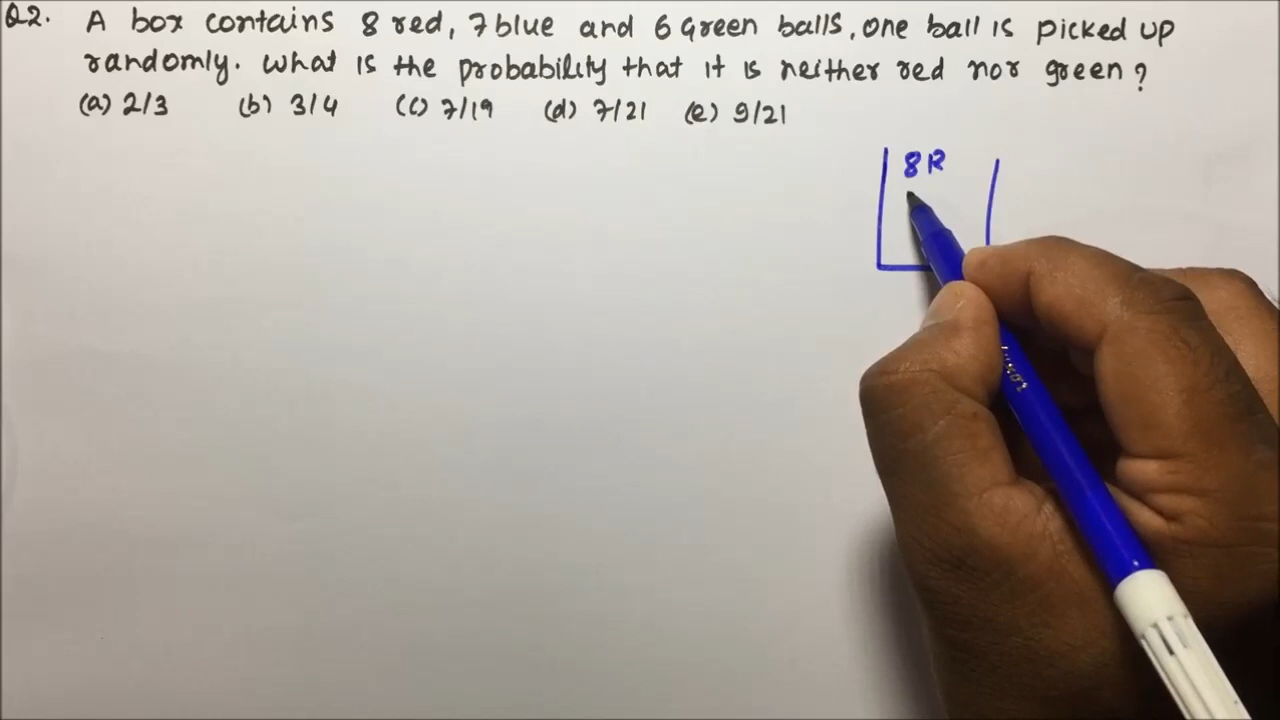 Q2. A box contains 8 red, 7 blue and 6 Green balls, One ball is picked up
randomly. What is the probability that it is neither red nor green?
(a) 2/3 (b) 3/4 (c) 7/19 (d) 7/21 (e) 9/21
8R